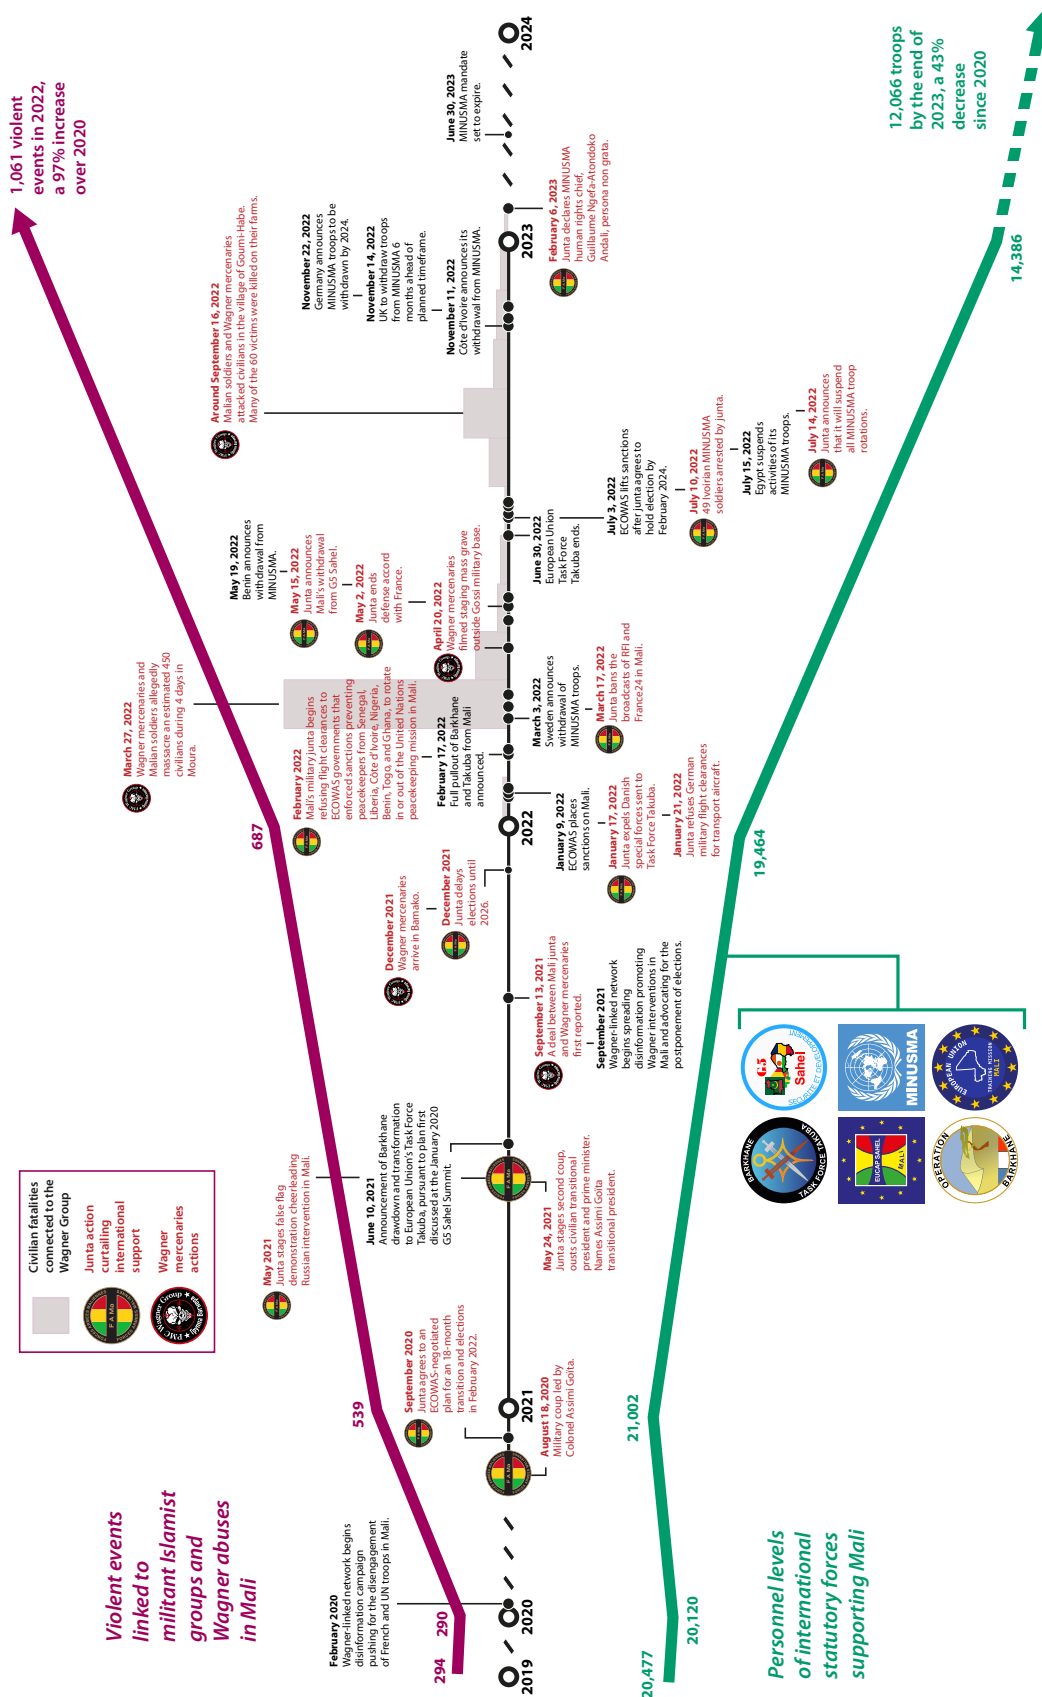 Violent events
linked to
militant Islamist
groups and
Wagner abuses
in Mali
Civilian fatalities
connected to the
Wagner Group
Junta action
curtailing
international
support
Wagner
mercenaries
actions
294
290
539
687
1,061 violent
events in 2022,
a 97% increase
over 2020
February 2020
Wagner-linked network begins
disinformation campaign
pushing for the disengagement
of French and UN troops in Mali.
September 2020
Junta agrees to an
ECOWAS-negotiated
plan for an 18-month
transition and elections
in February 2022.
May 2021
Junta stages false flag
demonstration cheerleading
Russian intervention in Mali.
June 10, 2021
Announcement of Barkhane
drawdown and transformation
to European Union's Task Force
Takuba, pursuant to plan first
discussed at the January 2020
G5 Sahel Summit.
December 2021
Wagner mercenaries
arrive in Bamako.
December 2021
Junta delays
elections until
2026.
March 27, 2022
Wagner mercenaries and
Malian soldiers allegedly
massacre an estimated 450
civilians during 4 days in
Moura.
February 2022
Mali's military junta begins
refusing flight clearances to
ECOWAS governments that
enforced sanctions preventing
peacekeepers from Senegal,
Liberia, Côte d'Ivoire, Nigeria,
Benin, Togo, and Ghana, to rotate
in or out of the United Nations
peacekeeping mission in Mali.
February 17, 2022
Full pullout of Barkhane
and Takuba from Mali
announced.
May 19, 2022
Benin announces
withdrawal from
MINUSMA.
May 15, 2022
Junta announces
Mali's withdrawal
from G5 Sahel.
May 2, 2022
Junta ends
defense accord
with France.
April 20, 2022
Wagner mercenaries
filmed staging mass grave
outside Gossi military base.
Around September 16, 2022
Malian soldiers and Wagner mercenaries
attacked civilians in the village of Goumi-Habe.
Many of the 60 victims were killed on their farms.
November 22, 2022
Germany announces
MINUSMA troops to be
withdrawn by 2024.
November 14, 2022
UK to withdraw troops
from MINUSMA 6
months ahead of
planned timeframe.
November 11, 2022
Côte d'Ivoire announces its
withdrawal from MINUSMA.
June 30, 2023
MINUSMA mandate
set to expire.
2019
2020
2021
2022
2023
2024
August 18, 2020
Military coup led by
Colonel Assimi Goïta.
May 24, 2021
Junta stages second coup,
ousts civilian transitional
president and prime minister.
Names Assimi Goïta
transitional president.
September 13, 2021
A deal between Mali junta
and Wagner mercenaries
first reported.
September 2021
Wagner-linked network
begins spreading
disinformation promoting
Wagner interventions in
Mali and advocating for the
postponement of elections.
January 9, 2022
ECOWAS places
sanctions on Mali.
January 17, 2022
Junta expels Danish
special forces sent to
Task Force Takuba.
January 21, 2022
Junta refuses German
military flight clearances
for transport aircraft.
March 3, 2022
Sweden announces
withdrawal of
MINUSMA troops.
March 17, 2022
Junta bans the
broadcasts of RFI and
France24 in Mali.
June 30, 2022
European Union
Task Force
Takuba ends.
July 3, 2022
ECOWAS lifts sanctions
after junta agrees to
hold election by
February 2024.
July 10, 2022
49 Ivoirian MINUSMA
soldiers arrested by junta.
July 15, 2022
Egypt suspends
activities of its
MINUSMA troops.
July 14, 2022
Junta announces
that it will suspend
all MINUSMA troop
rotations.
February 6, 2023
Junta declares MINUSMA
human rights chief,
Guillaume Ngefa-Atondoko
Andali, persona non grata.
Personnel levels
of international
statutory forces
supporting Mali
20,477
20,120
21,002
19,464
14,386
12,066 troops
by the end of
2023, a 43%
decrease
since 2020
BARKHANE
TASK FORCE TAKUBA
G5
Sahel
SECURITE ET DEVELOPPEMENT
EUCAP SAHEL
MALI
MINUSMA
OPERATION
BARKHANE
EUROPEAN UNION
TRAINING MISSION
MALI
PMC Wagner Group
FAMa